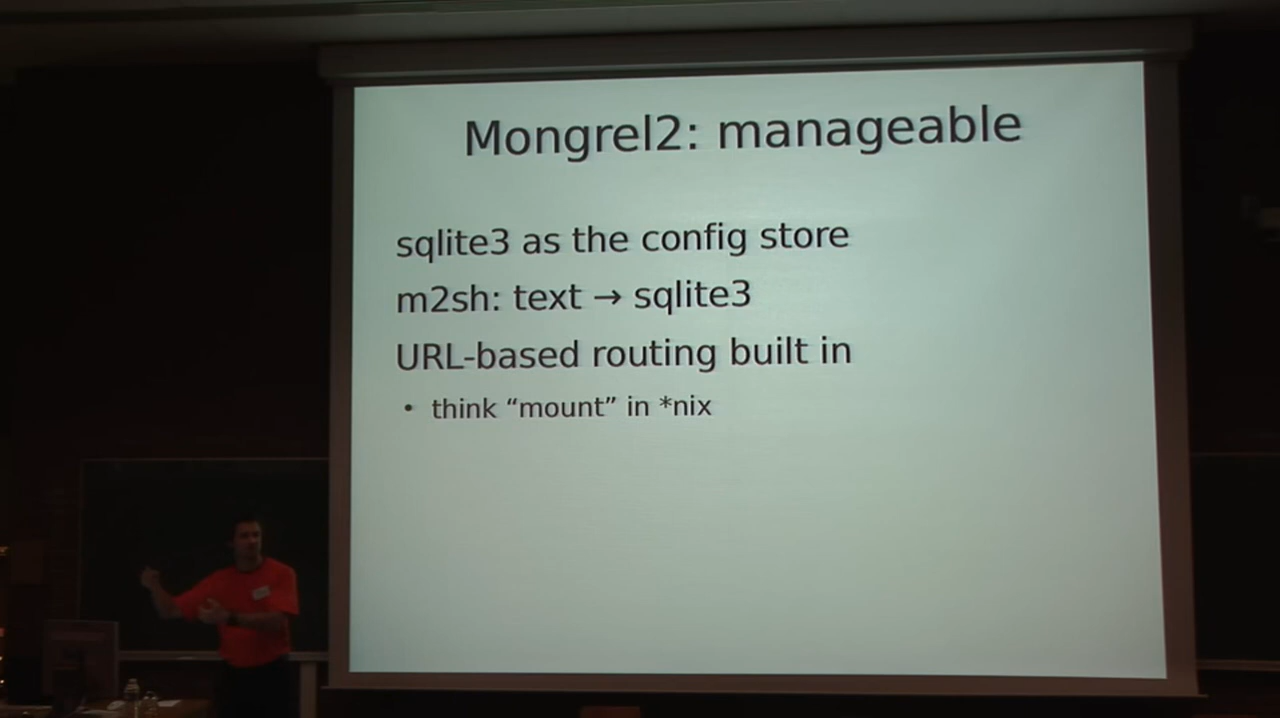 Mongrel2: manageable
sqlite3 as the config store
m2sh: text → sqlite3
URL-based routing built in
• think “mount” in *nix